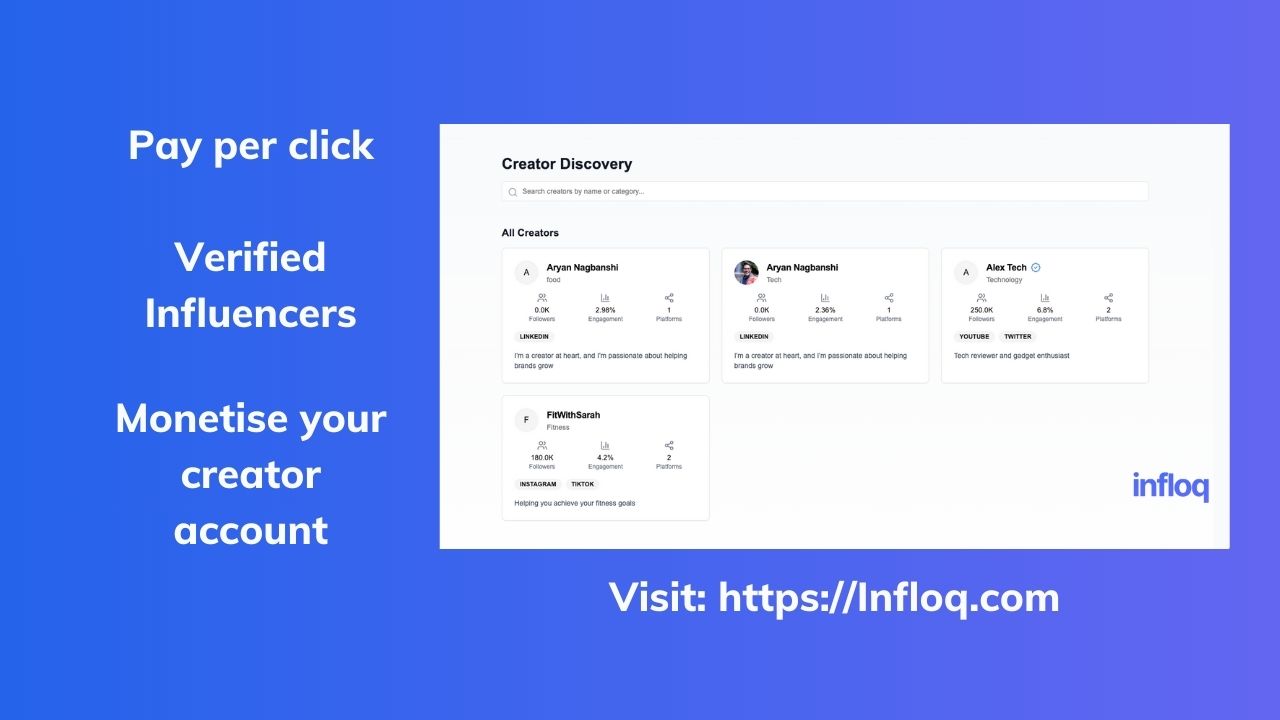 Pay per click
Verified
Influencers
Monetise your
creator
account
Creator Discovery
Search creators by name or category...
All Creators
A
Aryan Nagbanshi
food
0.0K
Followers
2.98%
Engagement
1
Platforms
LINKEDIN
I'm a creator at heart, and I'm passionate about helping
brands grow
Aryan Nagbanshi
Tech
0.0K
Followers
2.36%
Engagement
1
Platforms
LINKEDIN
I'm a creator at heart, and I'm passionate about helping
brands grow
A
Alex Tech
Technology
250.0K
Followers
6.8%
Engagement
2
Platforms
YOUTUBE TWITTER
Tech reviewer and gadget enthusiast
F
FitWithSarah
Fitness
180.0K
Followers
4.2%
Engagement
2
Platforms
INSTAGRAM TIKTOK
Helping you achieve your fitness goals
infloq
Visit: https://Infloq.com